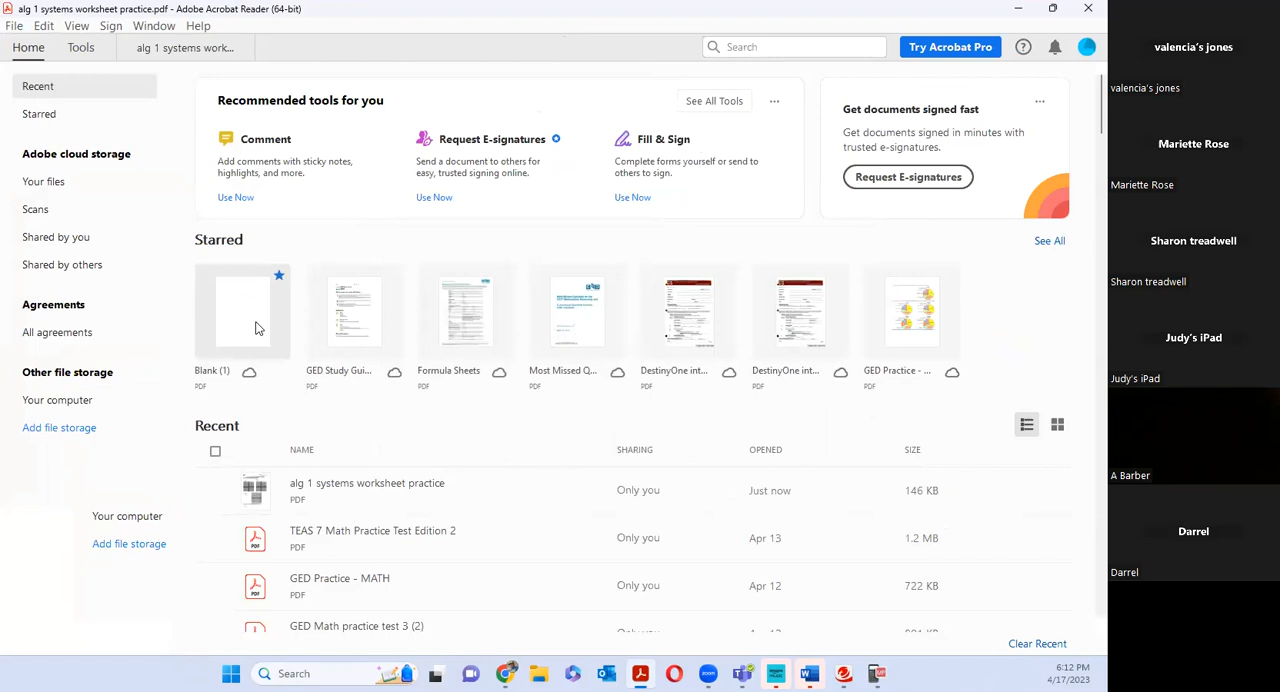 alg 1 systems worksheet practice.pdf - Adobe Acrobat Reader (64-bit)
File Edit View Sign Window Help
Home Tools alg 1 systems work... Search Try Acrobat Pro
Recent
Starred
Adobe cloud storage
Your files
Scans
Shared by you
Shared by others
Agreements
All agreements
Other file storage
Your computer
Add file storage
Your computer
Add file storage
Recommended tools for you See All Tools
Comment
Add comments with sticky notes,
highlights, and more.
Use Now
Request E-signatures
Send a document to others for
easy, trusted signing online.
Use Now
Fill & Sign
Complete forms yourself or send to
others to sign.
Use Now
Get documents signed fast
Get documents signed in minutes with
trusted e-signatures.
Request E-signatures
Starred See All
Blank (1)
PDF
GED Study Gui...
PDF
Formula Sheets
PDF
Most Missed Q...
PDF
DestinyOne int...
PDF
DestinyOne int...
PDF
GED Practice - ...
PDF
Recent
NAME SHARING OPENED SIZE
alg 1 systems worksheet practice
PDF
Only you Just now 146 KB
TEAS 7 Math Practice Test Edition 2
PDF
Only you Apr 13 1.2 MB
GED Practice - MATH
PDF
Only you Apr 12 722 KB
GED Math practice test 3 (2)
Clear Recent
Search
zoom
6:12 PM
4/17/2023
valencia's jones
valencia's jones
Mariette Rose
Mariette Rose
Sharon treadwell
Sharon treadwell
Judy's iPad
Judy's iPad
A Barber
Darrel
Darrel